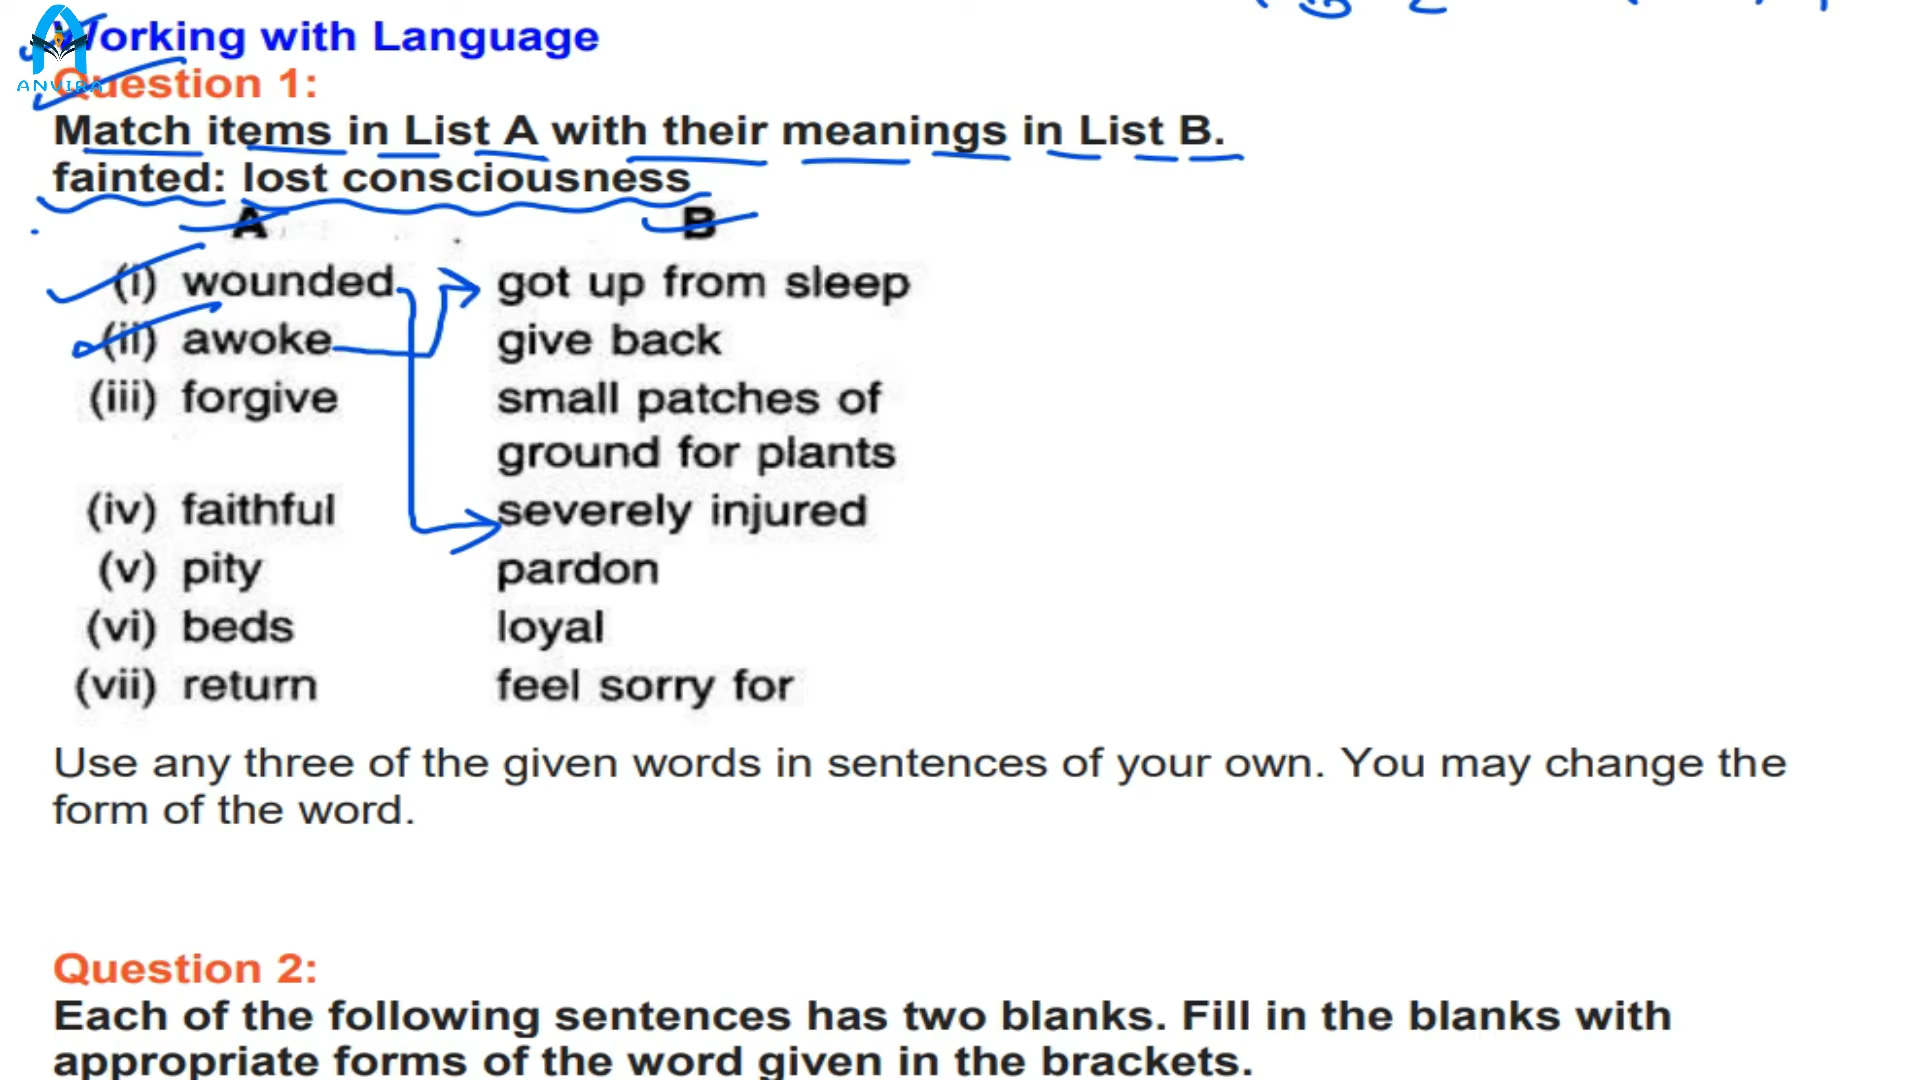 Working with Language
ANVIRA
Question 1:
Match items in List A with their meanings in List B.
fainted: lost consciousness
A B
(i) wounded got up from sleep
(ii) awoke give back
(iii) forgive small patches of
ground for plants
(iv) faithful severely injured
(v) pity pardon
(vi) beds loyal
(vii) return feel sorry for
Use any three of the given words in sentences of your own. You may change the
form of the word.
Question 2:
Each of the following sentences has two blanks. Fill in the blanks with
appropriate forms of the word given in the brackets.